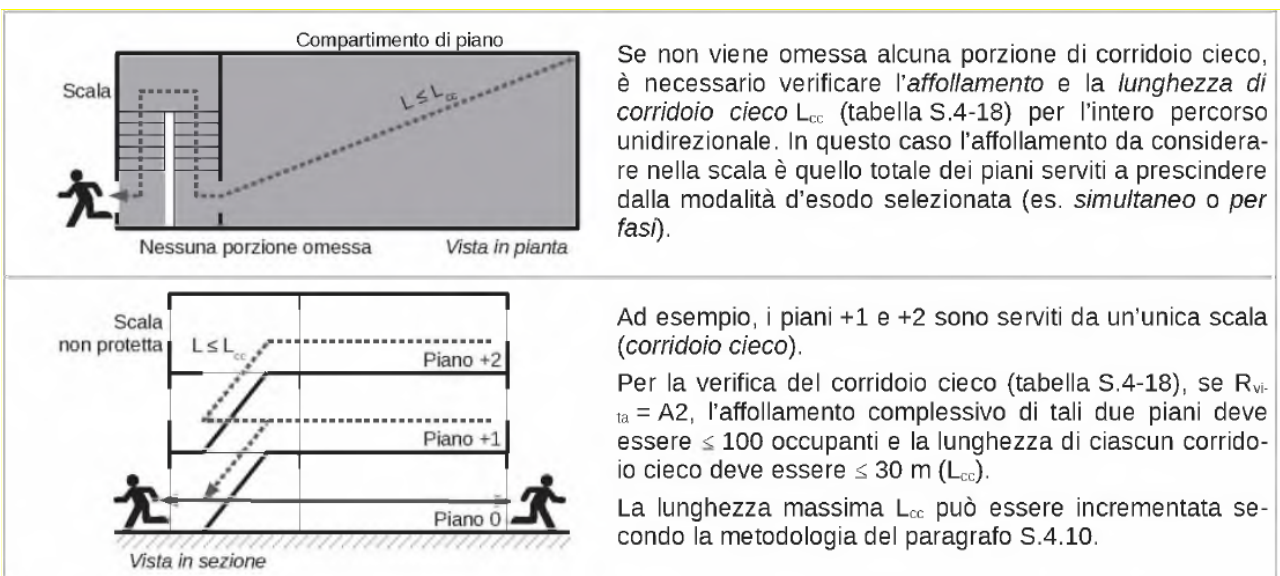 Compartimento di piano
Scala
L ≤ Lcc
Nessuna porzione omessa
Vista in pianta
Se non viene omessa alcuna porzione di corridoio cieco,
è necessario verificare l'affollamento e la lunghezza di
corridoio cieco Lcc (tabella S.4-18) per l'intero percorso
unidirezionale. In questo caso l'affollamento da considera-
re nella scala è quello totale dei piani serviti a prescindere
dalla modalità d'esodo selezionata (es. simultaneo o per
fasi).
Scala
non protetta
L ≤ Lcc
Piano +2
Piano +1
Piano 0
Vista in sezione
Ad esempio, i piani +1 e +2 sono serviti da un'unica scala
(corridoio cieco).
Per la verifica del corridoio cieco (tabella S.4-18), se Rvi-
ta = A2, l'affollamento complessivo di tali due piani deve
essere ≤ 100 occupanti e la lunghezza di ciascun corrido-
io cieco deve essere ≤ 30 m (Lcc).
La lunghezza massima Lcc può essere incrementata se-
condo la metodologia del paragrafo S.4.10.